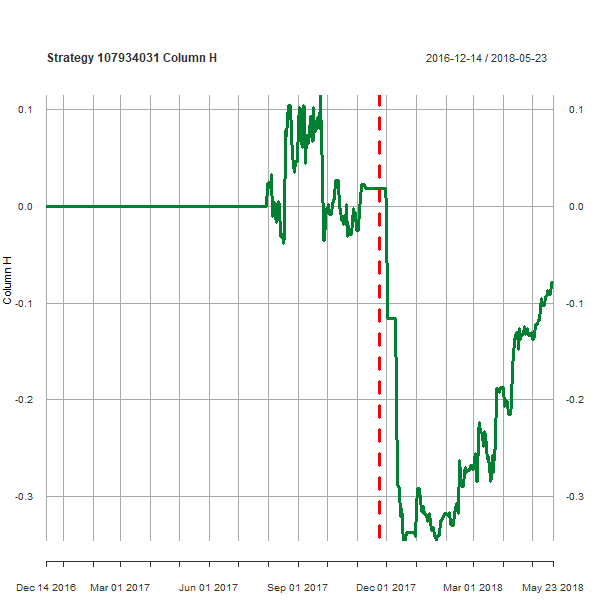 Strategy 107934031 Column H
2016-12-14 / 2018-05-23
0.1
0.1
0.0
0.0
Column H
-0.1
-0.1
-0.2
-0.2
-0.3
-0.3
Dec 14 2016
Mar 01 2017
Jun 01 2017
Sep 01 2017
Dec 01 2017
Mar 01 2018
May 23 2018